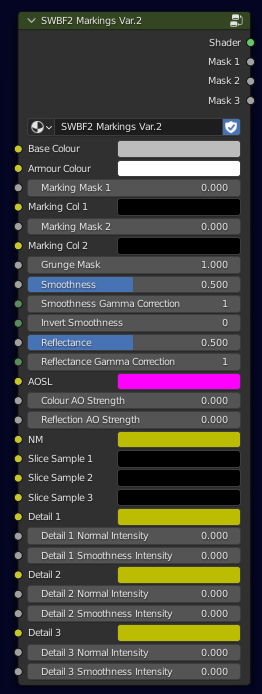 SWBF2 Markings Var.2
Shader
Mask 1
Mask 2
Mask 3
SWBF2 Markings Var.2
Base Colour
Armour Colour
Marking Mask 1 0.000
Marking Col 1
Marking Mask 2 0.000
Marking Col 2
Grunge Mask 1.000
Smoothness 0.500
Smoothness Gamma Correction 1
Invert Smoothness 0
Reflectance 0.500
Reflectance Gamma Correction 1
AOSL
Colour AO Strength 0.000
Reflection AO Strength 0.000
NM
Slice Sample 1
Slice Sample 2
Slice Sample 3
Detail 1
Detail 1 Normal Intensity 0.000
Detail 1 Smoothness Intensity 0.000
Detail 2
Detail 2 Normal Intensity 0.000
Detail 2 Smoothness Intensity 0.000
Detail 3
Detail 3 Normal Intensity 0.000
Detail 3 Smoothness Intensity 0.000